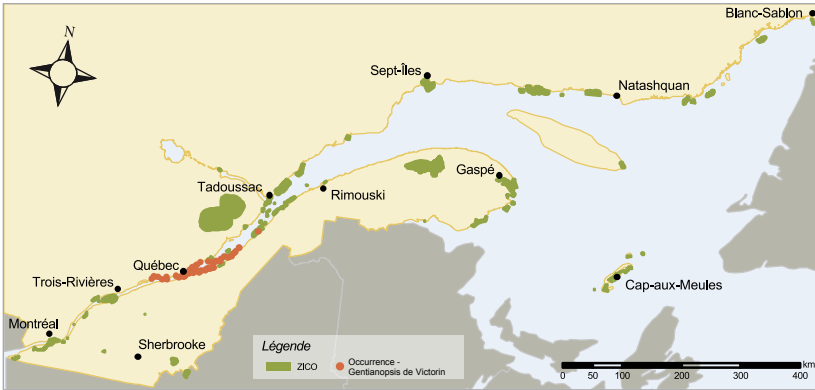 Blanc-Sablon
N
Sept-Îles
Natashquan
Gaspé
Tadoussac
Rimouski
Québec
Trois-Rivières
Cap-aux-Meules
Montréal
Sherbrooke
Légende
ZICO
Occurrence -
Gentianopsis de Victorin
km
0 50 100 200 300 400